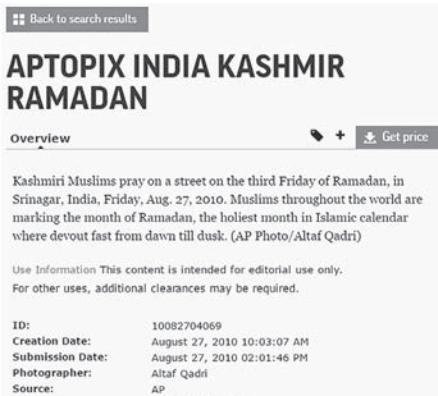 Back to search results
APTOPIX INDIA KASHMIR
RAMADAN
Overview
Get price
Kashmiri Muslims pray on a street on the third Friday of Ramadan, in
Srinagar, India, Friday, Aug. 27, 2010. Muslims throughout the world are
marking the month of Ramadan, the holiest month in Islamic calendar
where devout fast from dawn till dusk. (AP Photo/Altaf Qadri)
Use Information This content is intended for editorial use only.
For other uses, additional clearances may be required.
ID: 10082704069
Creation Date: August 27, 2010 10:03:07 AM
Submission Date: August 27, 2010 02:01:46 PM
Photographer: Altaf Qadri
Source: AP